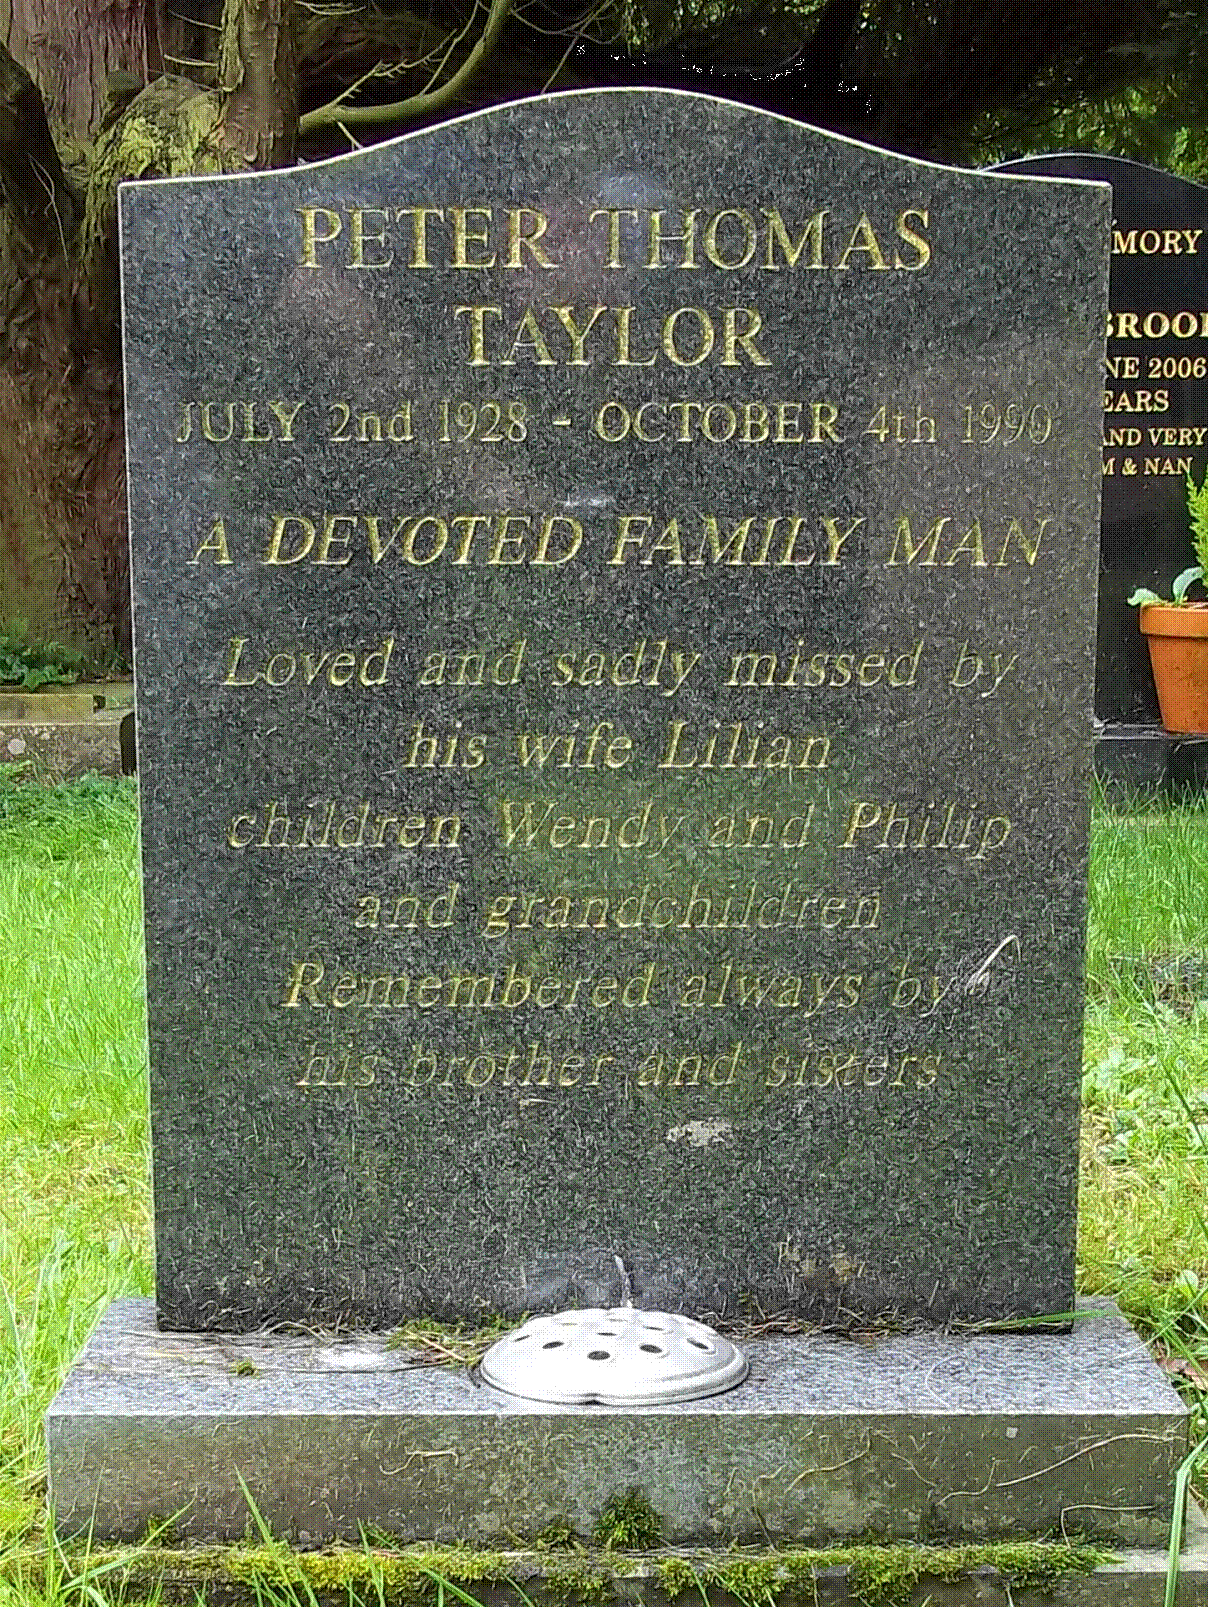 PETER THOMAS
TAYLOR
JULY 2nd 1928 - OCTOBER 4th 1990
A DEVOTED FAMILY MAN
Loved and sadly missed by
his wife Lilian
children Wendy and Philip
and grandchildren
Remembered always by
his brother and sisters
MORY
BROO
NE 2006
EARS
AND VERY
M & NAN